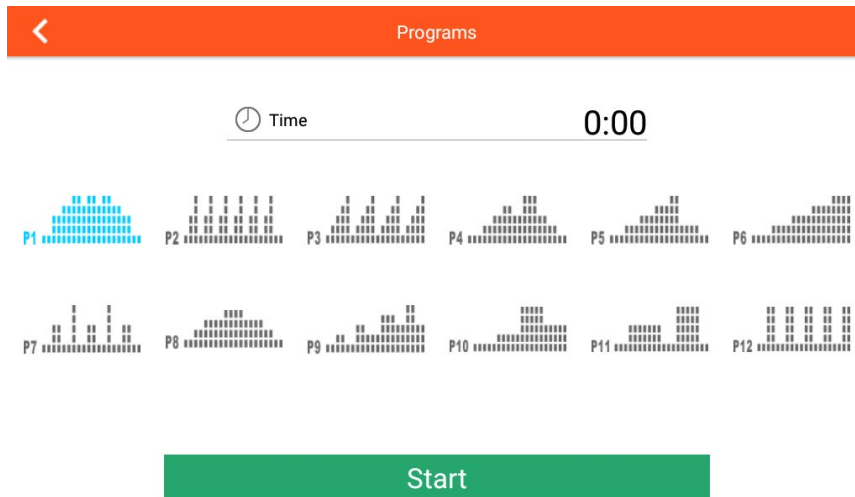 Programs
Time 0:00
P1 P2 P3 P4 P5 P6
P7 P8 P9 P10 P11 P12
Start